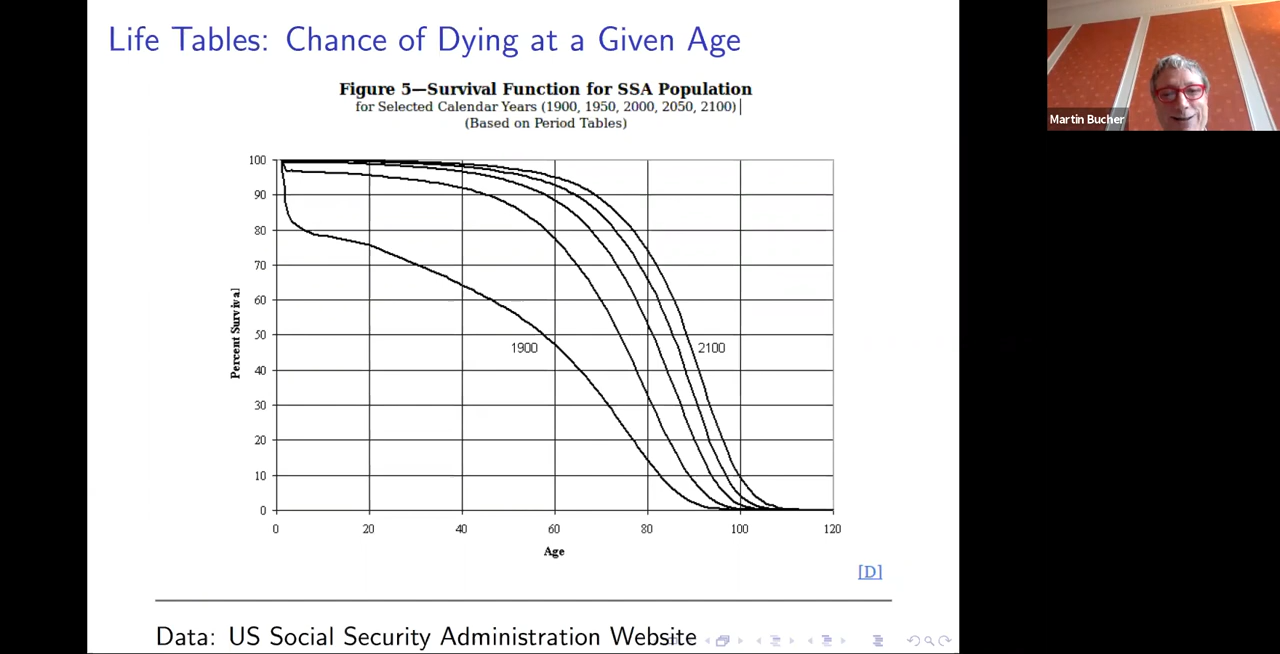 Life Tables: Chance of Dying at a Given Age
Figure 5—Survival Function for SSA Population
for Selected Calendar Years (1900, 1950, 2000, 2050, 2100)
(Based on Period Tables)
Martin Bucher
100
90
80
70
60
50
40
30
20
10
0
Percent Survival
1900
2100
0 20 40 60 80 100 120
Age
[D]
Data: US Social Security Administration Website